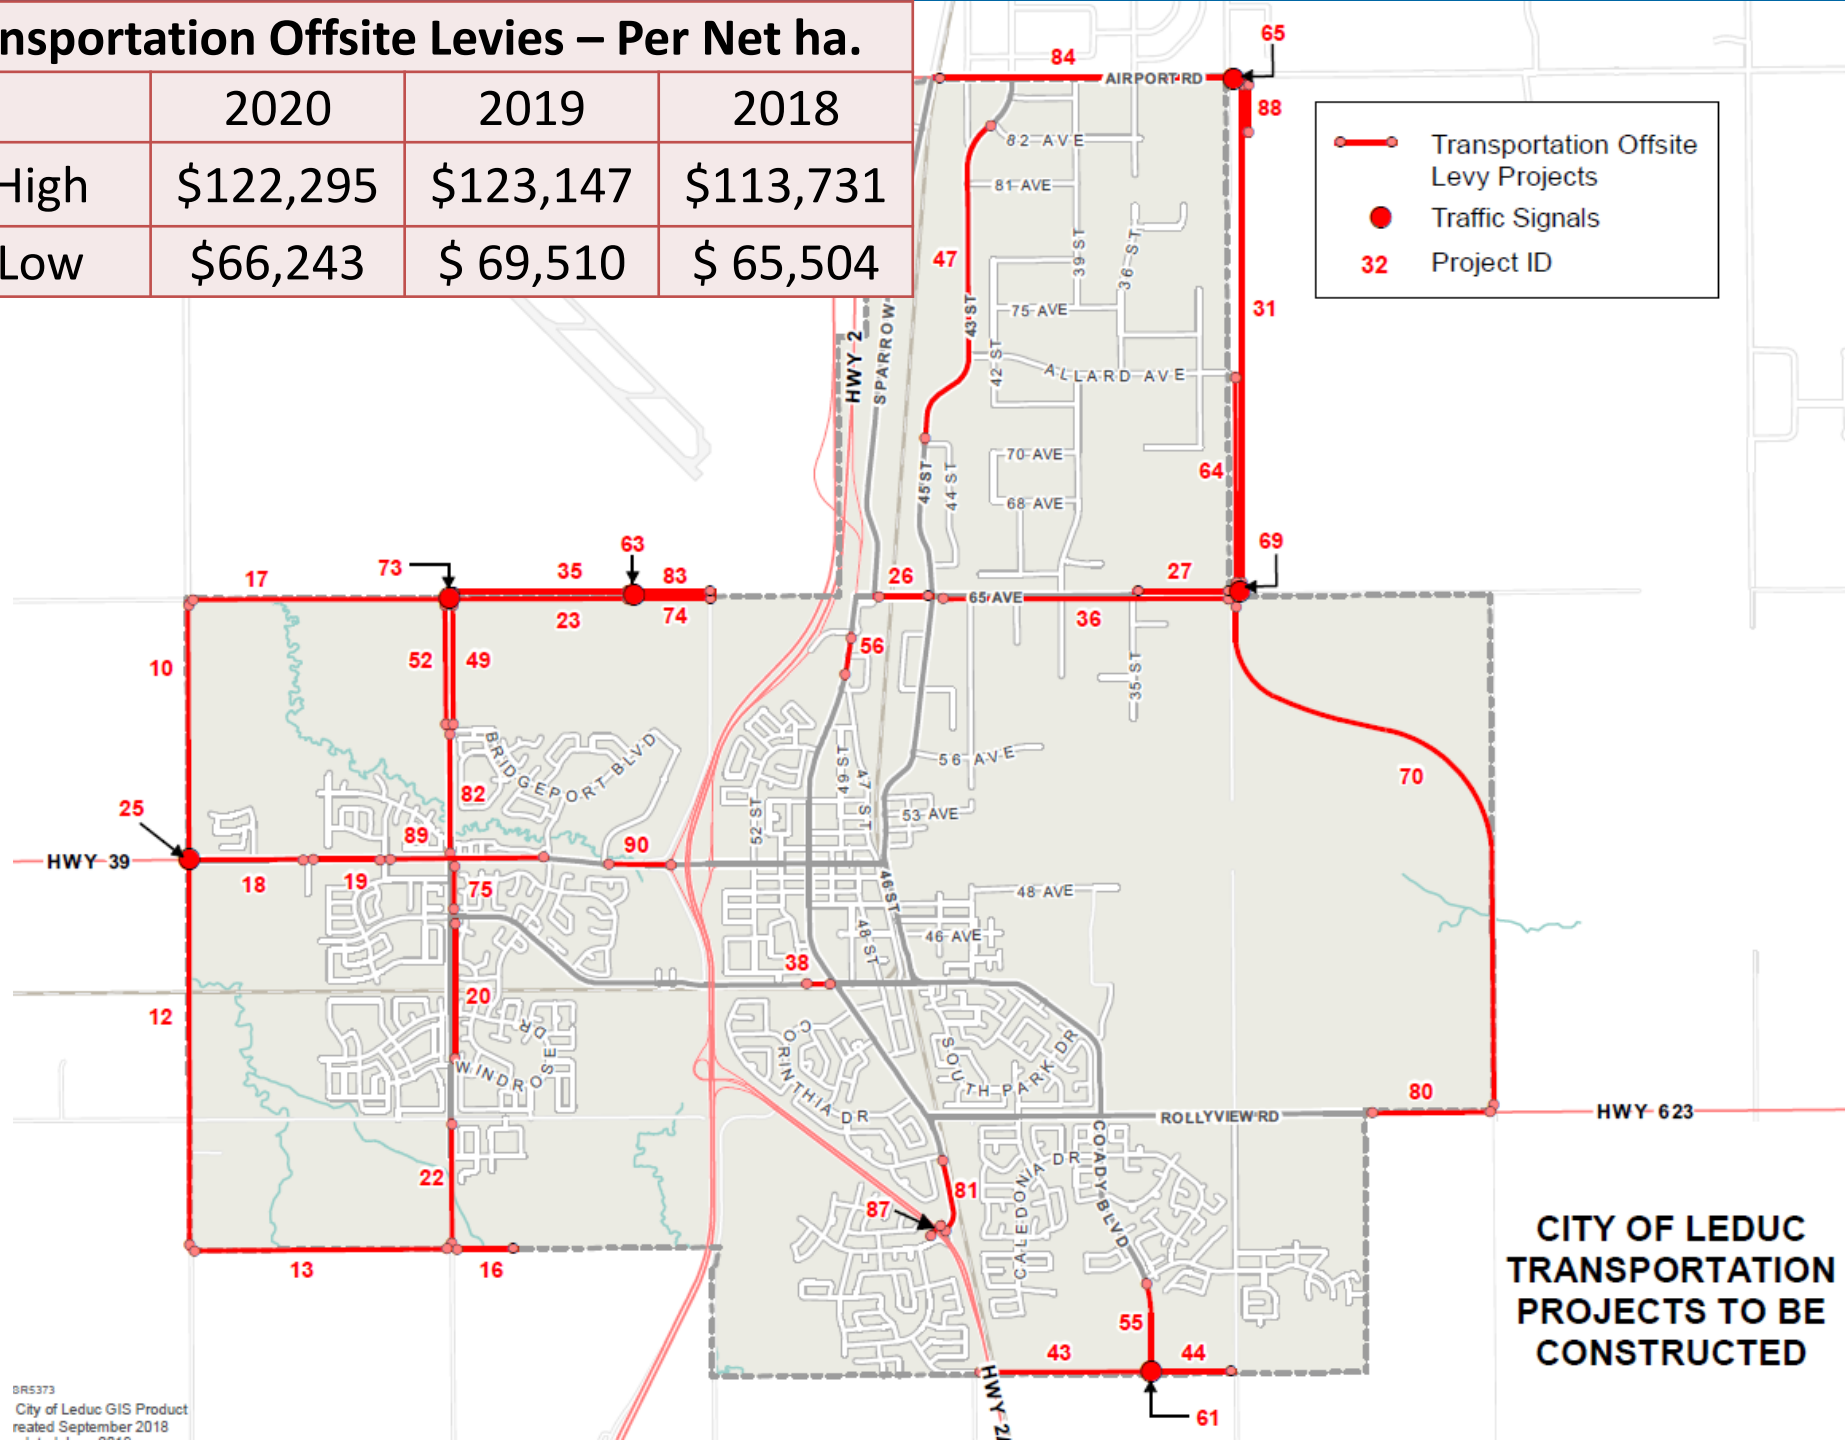 nsportation Offsite Levies – Per Net ha.
2020 2019 2018
High $122,295 $123,147 $113,731
Low $66,243 $ 69,510 $ 65,504
Transportation Offsite
Levy Projects
Traffic Signals
32 Project ID
65
84
AIRPORT RD
88
82 AVE
81 AVE
47
39 ST
36 ST
31
75 AVE
43 ST
HWY 2
SPARROW
42 ST
ALLARD AVE
70 AVE
64
45 ST
44 ST
68 AVE
63
69
73
35
83
17
26
27
65 AVE
23
74
36
56
10
52
49
35 ST
BRIDGEPORT BLVD
49 ST
47 ST
56 AVE
70
82
52 ST
53 AVE
25
89
90
HWY 39
18
19
75
46 ST
48 AVE
48 ST
46 AVE
38
12
20
WINDROSE DR
CORINTHIA DR
SOUTH PARK DR
80
ROLLYVIEW RD
HWY 623
22
COADY BLVD
CALEDONIA DR
81
87
13
16
55
43
44
HWY 2A
61
CITY OF LEDUC
TRANSPORTATION
PROJECTS TO BE
CONSTRUCTED
BR5373
City of Leduc GIS Product
reated September 2018